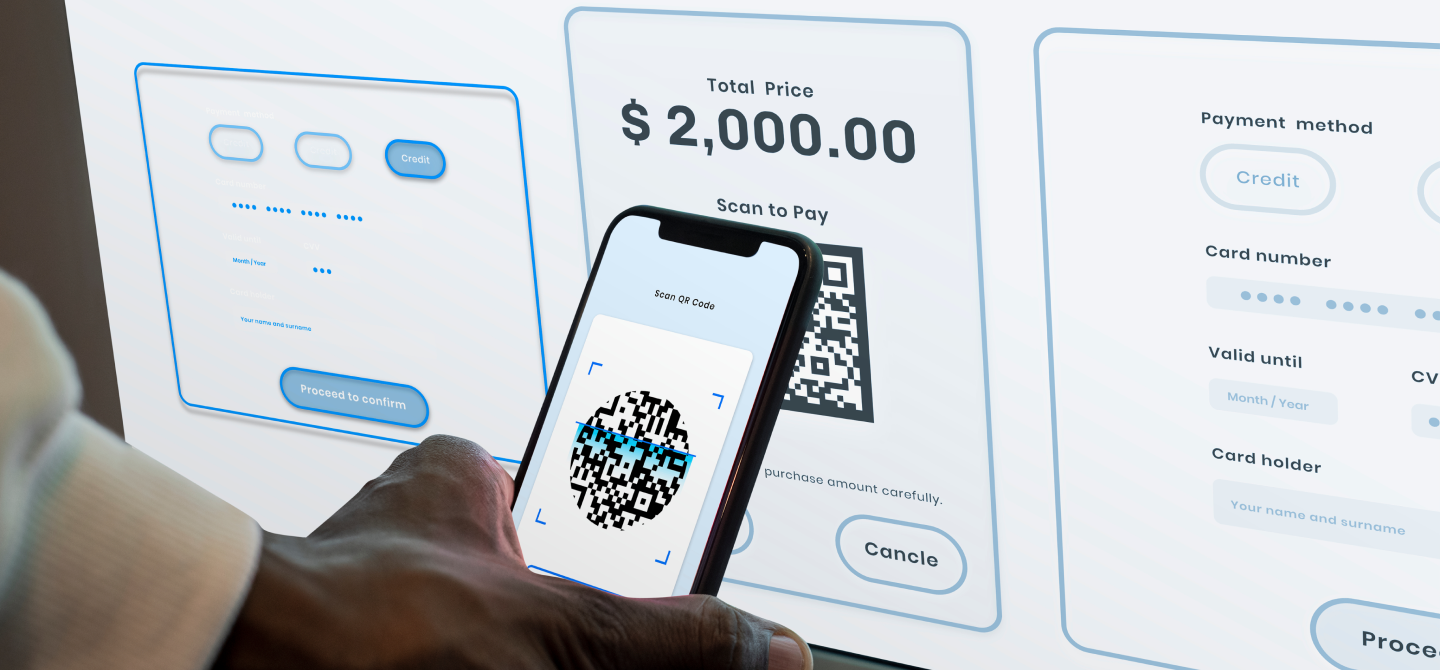 Credit
Month / Year
Your name and surname
Proceed to confirm
Total Price
$ 2,000.00
Scan to Pay
purchase amount carefully.
Cancle
Scan QR Code
Payment method
Credit
Card number
Valid until
CV
Month / Year
Card holder
Your name and surname
Procee